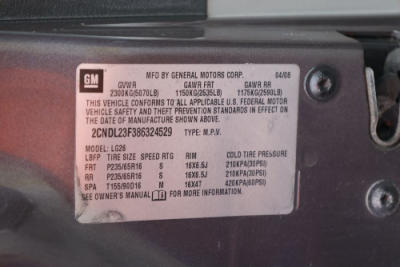 GM
MFD BY GENERAL MOTORS CORP. 04/08
GVWR GAWR FRT GAWR RR
2300KG(5070LB) 1150KG(2535LB) 1175KG(2590LB)
THIS VEHICLE CONFORMS TO ALL APPLICABLE U.S. FEDERAL MOTOR
VEHICLE SAFETY AND THEFT PREVENTION STANDARDS IN EFFECT ON
THE DATE OF MANUFACTURE SHOWN ABOVE.
2CNDL23F386324529 TYPE: M.P.V.
MODEL: LG26
LBFP TIRE SIZE SPEED RTG RIM COLD TIRE PRESSURE
FRT P235/65R16 S 16X6.5J 210KPA(30PSI)
RR P235/65R16 S 16X6.5J 210KPA(30PSI)
SPA T155/90D16 M 16X4T 420KPA(60PSI)
SEE OWNER'S MANUAL FOR MORE INFORMATION.